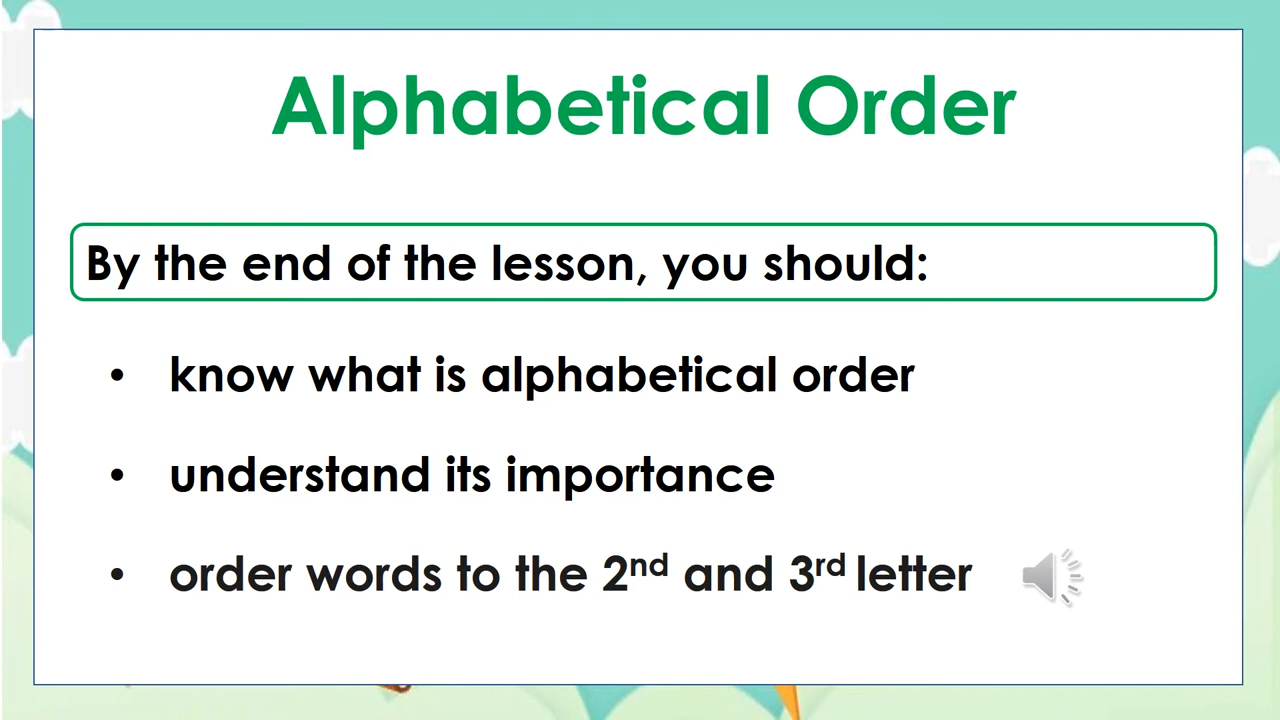 Alphabetical Order
By the end of the lesson, you should:
• know what is alphabetical order
• understand its importance
• order words to the 2nd and 3rd letter